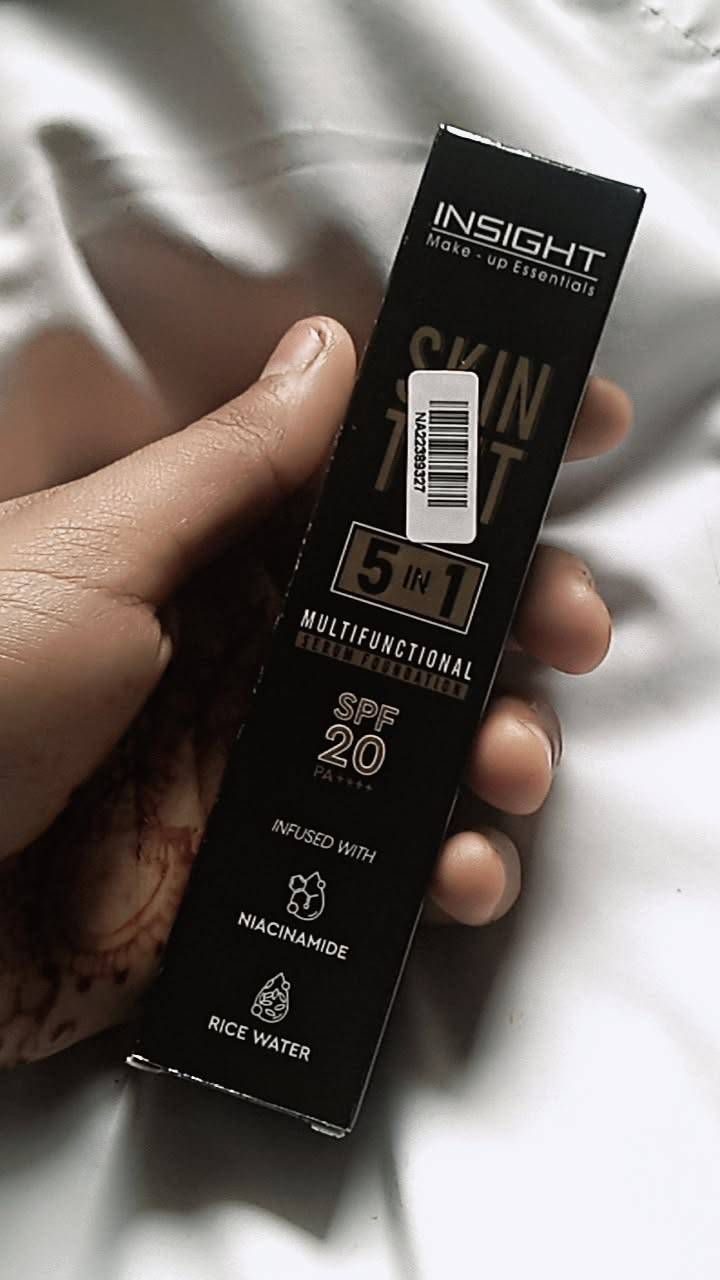 INSIGHT
Make-up Essentials
SKIN
NA22389327
5 IN 1
MULTIFUNCTIONAL
SERUM FOUNDATION
SPF
20
PA++++
INFUSED WITH
NIACINAMIDE
RICE WATER